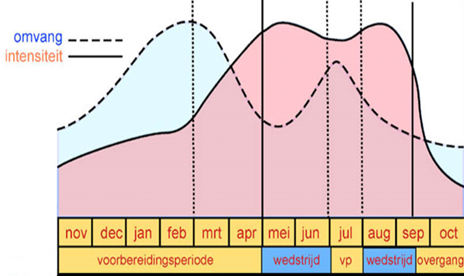 omvang
intensiteit
nov dec jan feb mrt apr mei jun jul aug sep oct
voorbereidingsperiode wedstrijd vp wedstrijd overgang